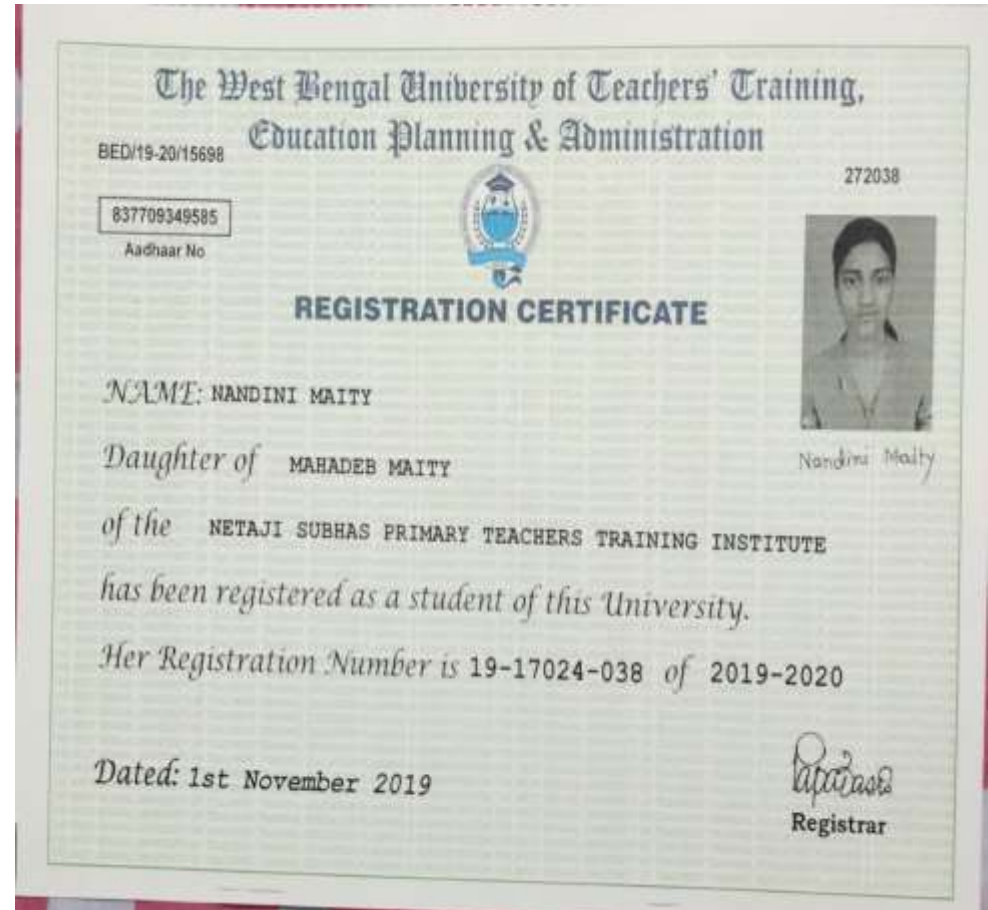 The West Bengal University of Teachers' Training,
Education Planning & Administration
BED/19-20/15698
272038
837709349585
Aadhaar No
REGISTRATION CERTIFICATE
NAME: NANDINI MAITY
Nandini Maity
Daughter of MAHADEB MAITY
of the NETAJI SUBHAS PRIMARY TEACHERS TRAINING INSTITUTE
has been registered as a student of this University.
Her Registration Number is 19-17024-038 of 2019-2020
Dated: 1st November 2019
Registrar